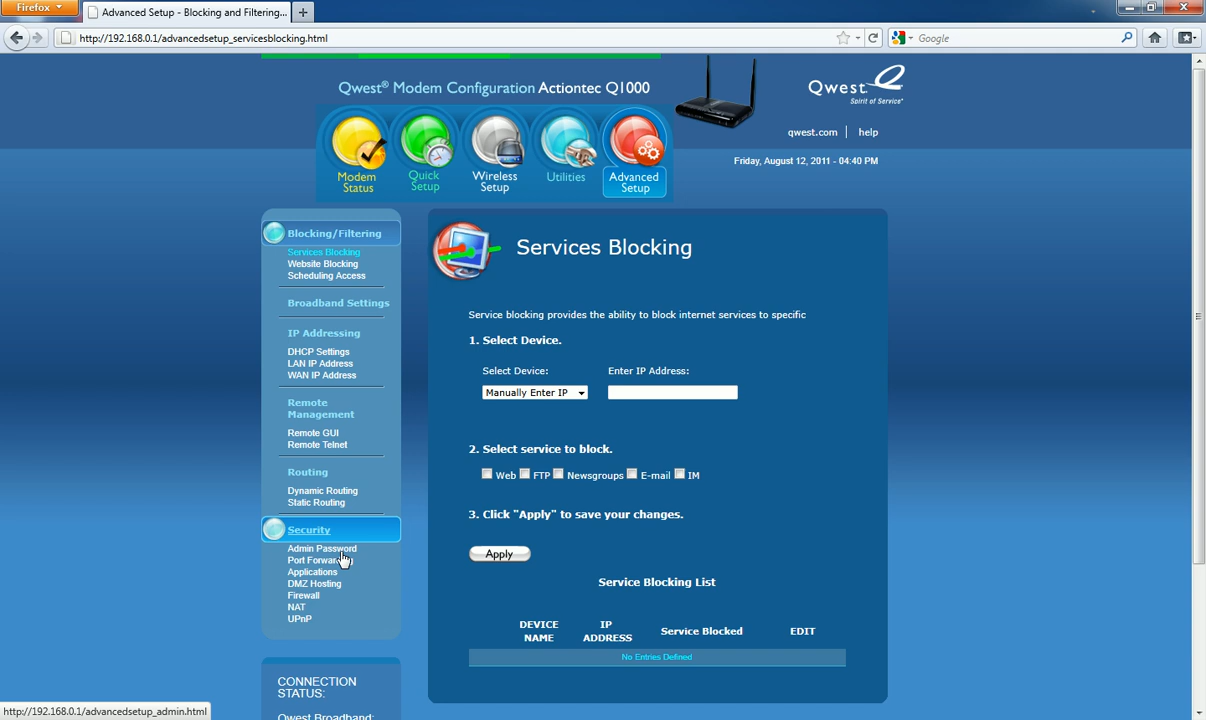 Firefox
Advanced Setup - Blocking and Filtering...
http://192.168.0.1/advancedsetup_servicesblocking.html
Google
Qwest® Modem Configuration Actiontec Q1000
Qwest
Spirit of Service®
qwest.com
help
Friday, August 12, 2011 - 04:40 PM
Modem
Status
Quick
Setup
Wireless
Setup
Utilities
Advanced
Setup
Blocking/Filtering
Services Blocking
Website Blocking
Scheduling Access
Broadband Settings
IP Addressing
DHCP Settings
LAN IP Address
WAN IP Address
Remote
Management
Remote GUI
Remote Telnet
Routing
Dynamic Routing
Static Routing
Security
Admin Password
Port
Applications
DMZ Hosting
Firewall
NAT
UPnP
CONNECTION
STATUS:
Qwest Broadband:
Services Blocking
Service blocking provides the ability to block internet services to specific
1. Select Device.
Select Device:
Enter IP Address:
Manually Enter IP
2. Select service to block.
Web FTP Newsgroups E-mail IM
3. Click "Apply" to save your changes.
Apply
Service Blocking List
DEVICE
NAME
IP
ADDRESS
Service Blocked
EDIT
No Entries Defined
http://192.168.0.1/advancedsetup_admin.html